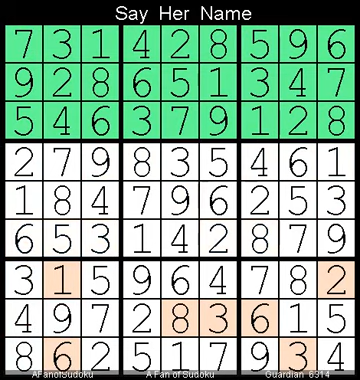 Say Her Name
7 3 1 4 2 8 5 9 6
9 2 8 6 5 1 3 4 7
5 4 6 3 7 9 1 2 8
2 7 9 8 3 5 4 6 1
1 8 4 7 9 6 2 5 3
6 5 3 1 4 2 8 7 9
3 1 5 9 6 4 7 8 2
4 9 7 2 8 3 6 1 5
8 6 2 5 1 7 9 3 4
AFanofSudoku A Fan of Sudoku Guardian 6314